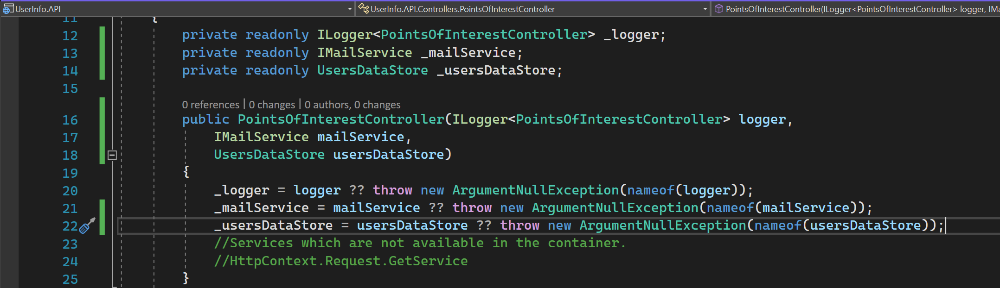 UserInfo.API UserInfo.API.Controllers.PointsOfInterestController PointsOfInterestController(ILogger<PointsOfInterestController> logger, IMa
11 {
12 private readonly ILogger<PointsOfInterestController> _logger;
13 private readonly IMailService _mailService;
14 private readonly UsersDataStore _usersDataStore;
15
0 references | 0 changes | 0 authors, 0 changes
16 public PointsOfInterestController(ILogger<PointsOfInterestController> logger,
17 IMailService mailService,
18 UsersDataStore usersDataStore)
19 {
20 _logger = logger ?? throw new ArgumentNullException(nameof(logger));
21 _mailService = mailService ?? throw new ArgumentNullException(nameof(mailService));
22 _usersDataStore = usersDataStore ?? throw new ArgumentNullException(nameof(usersDataStore));
23 //Services which are not available in the container.
24 //HttpContext.Request.GetService
25 }